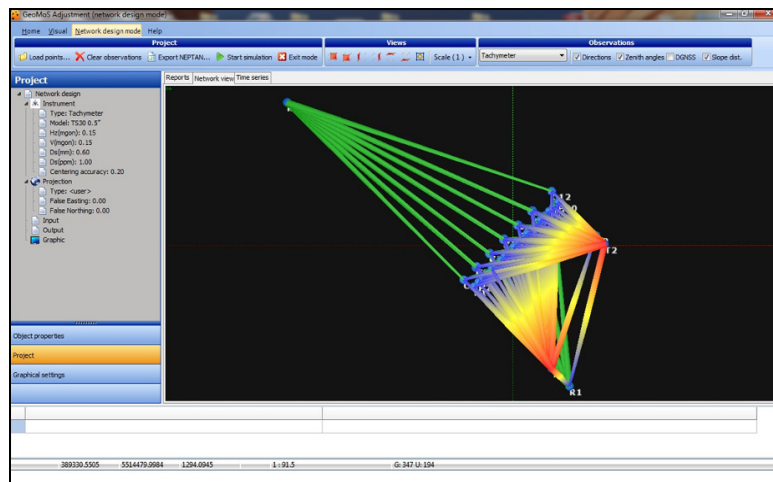 GeoMoS Adjustment (network design mode)
Home Visual Network design mode Help
Project Views Observations
Load points... Clear observations Export NEPTAN... Start simulation Exit mode Scale ( 1 ) Tachymeter Directions Zenith angles DGNSS Slope dist.
Project
Reports Network view Time series
Network design
Instrument
Type: Tachymeter
Model: TS30 0.5"
Hz(mgon): 0.15
V(mgon): 0.15
Ds(mm): 0.60
Ds(ppm): 1.00
Centering accuracy: 0.20
Projection
Type: <user>
False Easting: 0.00
False Northing: 0.00
Input
Output
Graphic
T2
R1
Object properties
Project
Graphical settings
389330.5505 5514479.9984 1294.0945 1 : 91.5 G: 347 U: 194